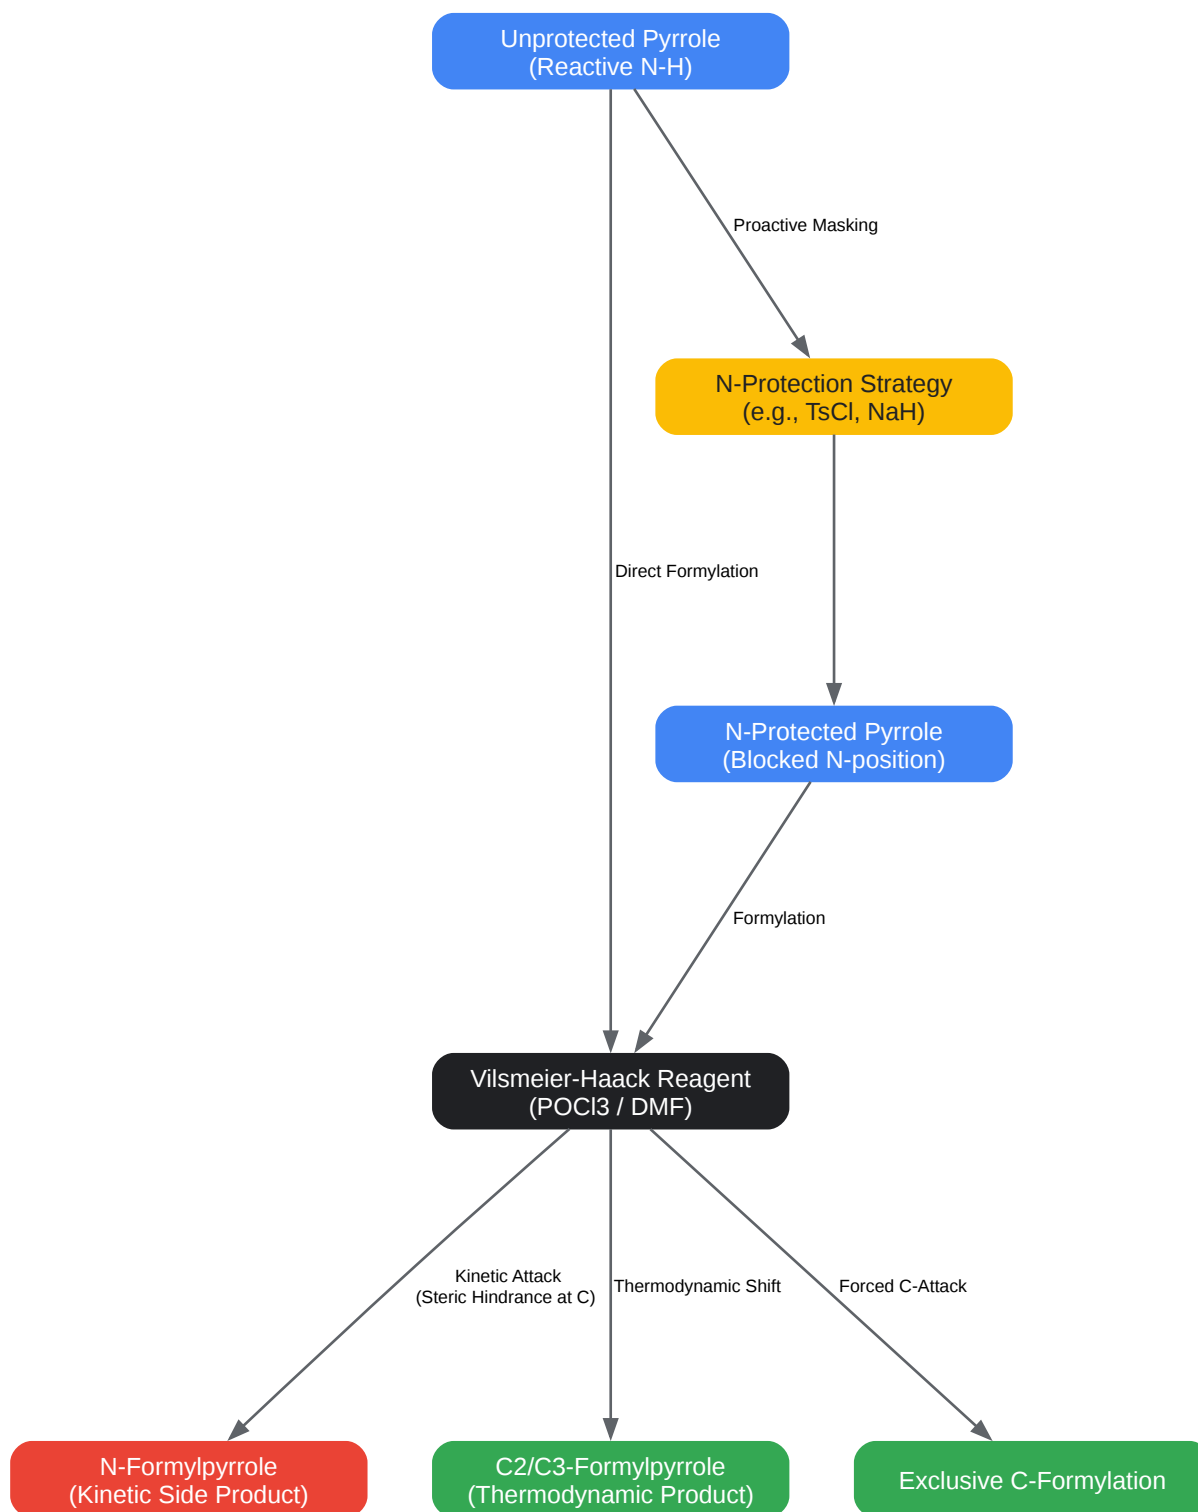 Unprotected Pyrrole
(Reactive N-H)
Proactive Masking
N-Protection Strategy
(e.g., TsCl, NaH)
Direct Formylation
N-Protected Pyrrole
(Blocked N-position)
Formylation
Vilsmeier-Haack Reagent
(POCl3 / DMF)
Kinetic Attack
(Steric Hindrance at C)
Thermodynamic Shift
Forced C-Attack
N-Formylpyrrole
(Kinetic Side Product)
C2/C3-Formylpyrrole
(Thermodynamic Product)
Exclusive C-Formylation